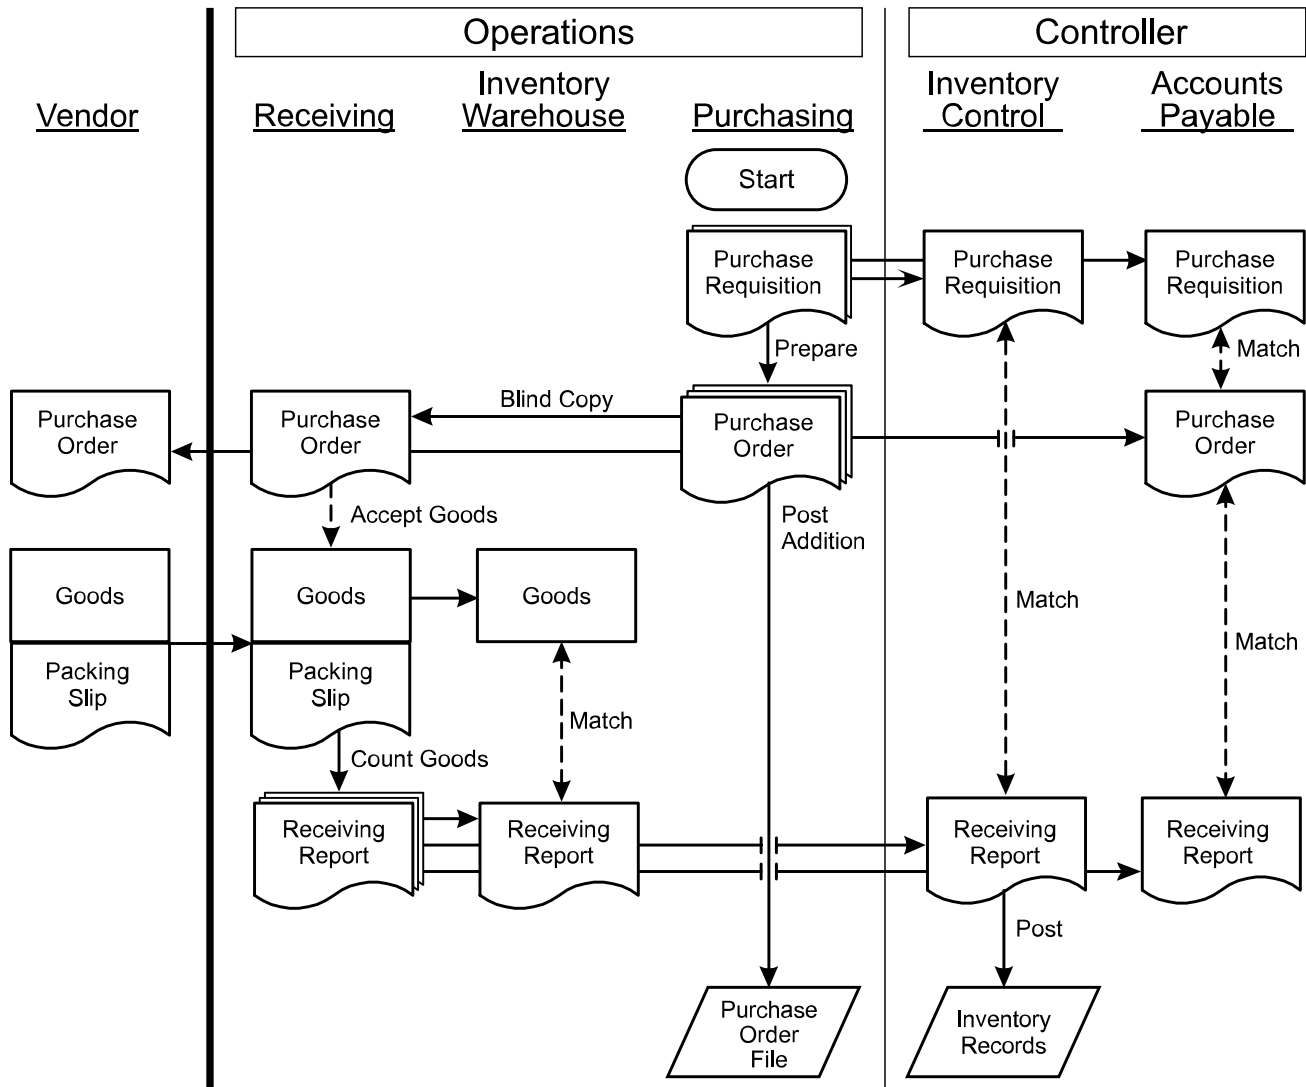 Operations
Controller
Vendor
Receiving
Inventory
Warehouse
Purchasing
Inventory
Control
Accounts
Payable
Start
Purchase
Requisition
Purchase
Requisition
Purchase
Requisition
Prepare
Match
Blind Copy
Purchase
Order
Purchase
Order
Purchase
Order
Purchase
Order
Accept Goods
Post
Addition
Goods
Goods
Goods
Match
Match
Packing
Slip
Packing
Slip
Match
Count Goods
Receiving
Report
Receiving
Report
Receiving
Report
Receiving
Report
Post
Purchase
Order
File
Inventory
Records